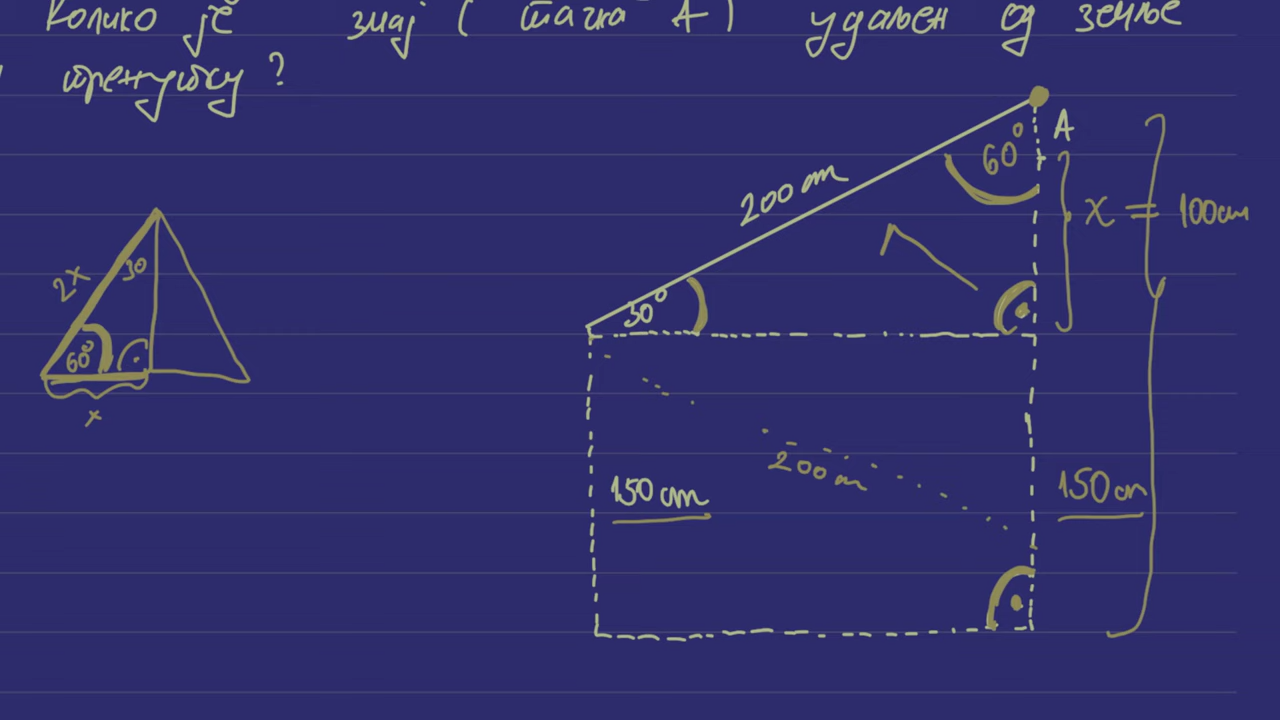 Колико је змај ( тачка A ) удаљен од земље
у тренутку ?
A
60°
200 cm
x = 100cm
30
2x
30°
60°
x
200 cm
150 cm
150 cm